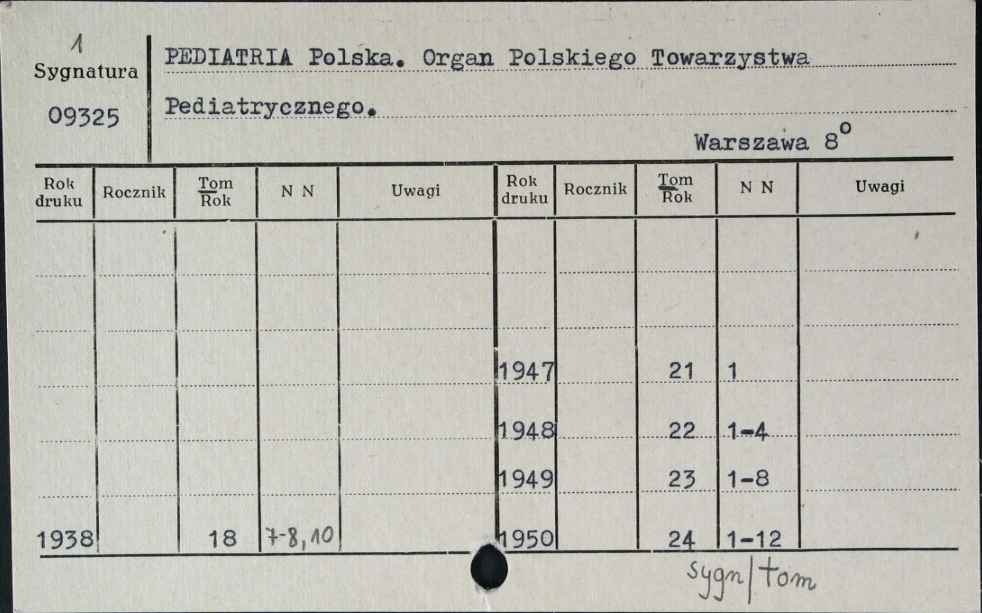 1
Sygnatura
09325
PEDIATRIA Polska. Organ Polskiego Towarzystwa
Pediatrycznego.
Warszawa 8°
Rok druku Rocznik Tom/Rok N N Uwagi Rok druku Rocznik Tom/Rok N N Uwagi
1947 21 1
1948 22 1-4
1949 23 1-8
1938 18 7-8,10 1950 24 1-12
sygn/tom